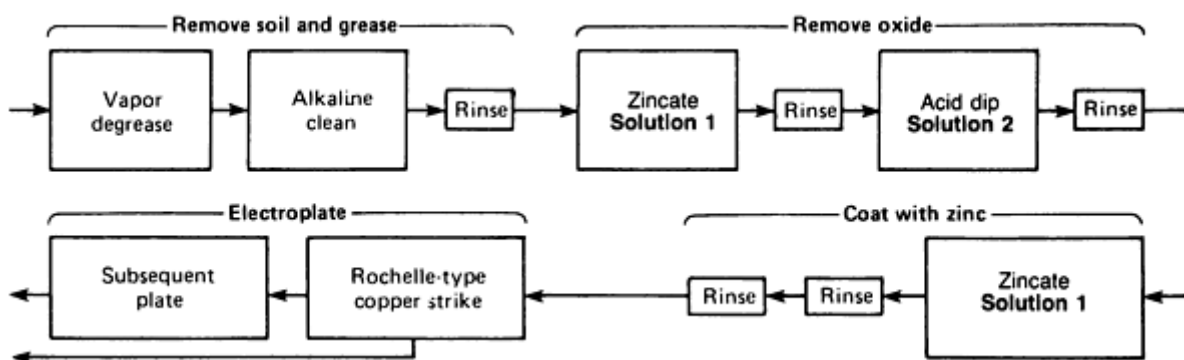 Remove soil and grease
Remove oxide
Vapor
degrease
Alkaline
clean
Rinse
Zincate
Solution 1
Rinse
Acid dip
Solution 2
Rinse
Electroplate
Coat with zinc
Subsequent
plate
Rochelle-type
copper strike
Rinse
Rinse
Zincate
Solution 1